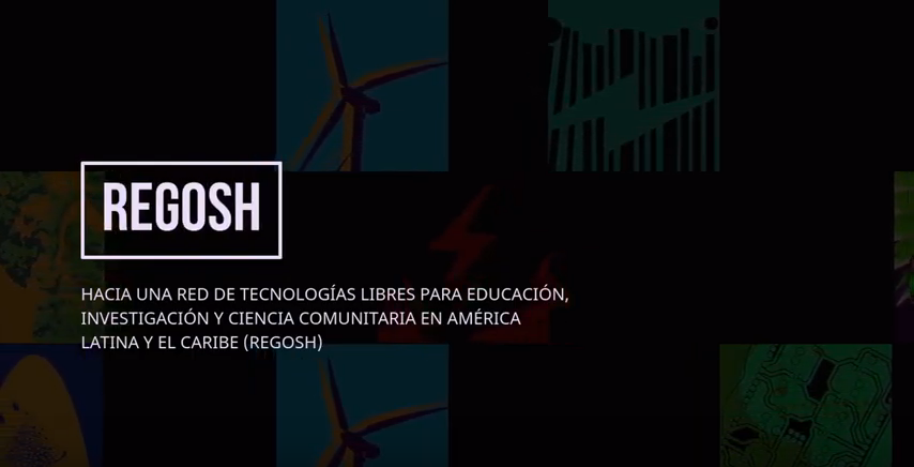 REGOSH
HACIA UNA RED DE TECNOLOGÍAS LIBRES PARA EDUCACIÓN,
INVESTIGACIÓN Y CIENCIA COMUNITARIA EN AMÉRICA
LATINA Y EL CARIBE (REGOSH)